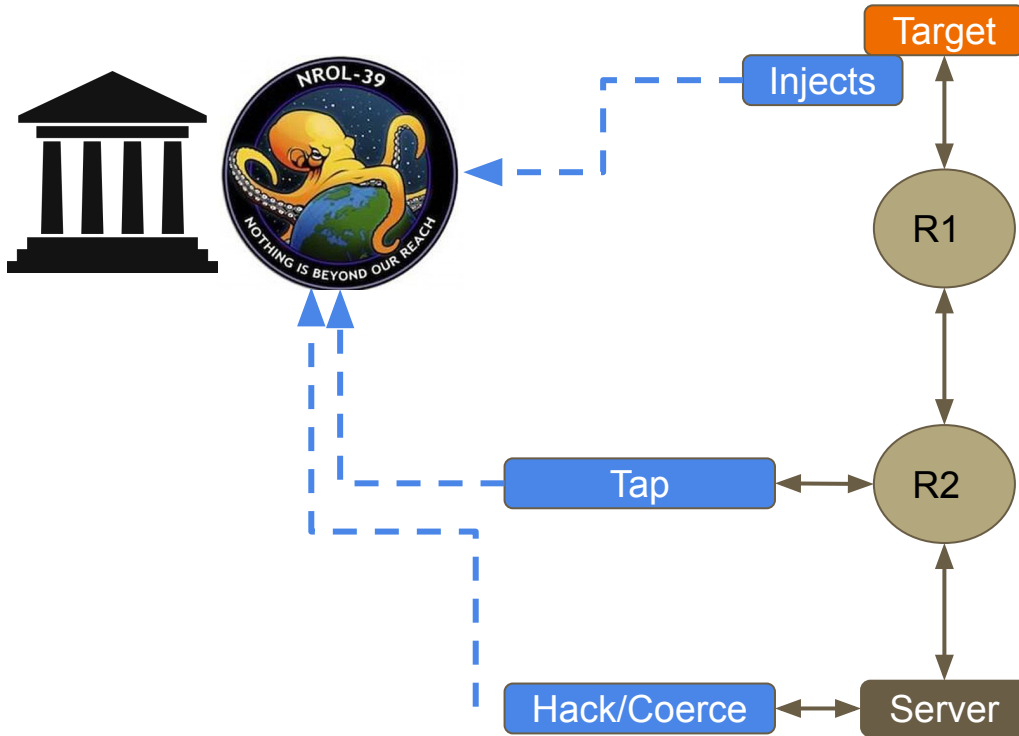 Target
Injects
NROL-39
NOTHING IS BEYOND OUR REACH
R1
Tap
R2
Hack/Coerce
Server